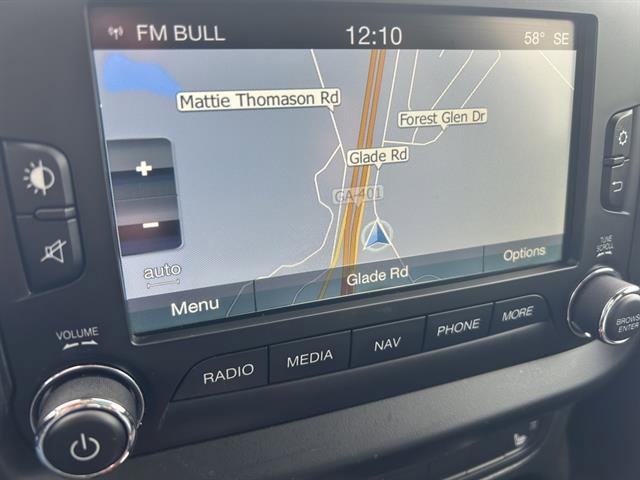 FM BULL 12:10 58° SE
Mattie Thomason Rd
Forest Glen Dr
Glade Rd
GA-401
+
-
auto
Menu Glade Rd Options
VOLUME
TUNE
SCROLL
RADIO MEDIA NAV PHONE MORE
BROWSE
ENTER